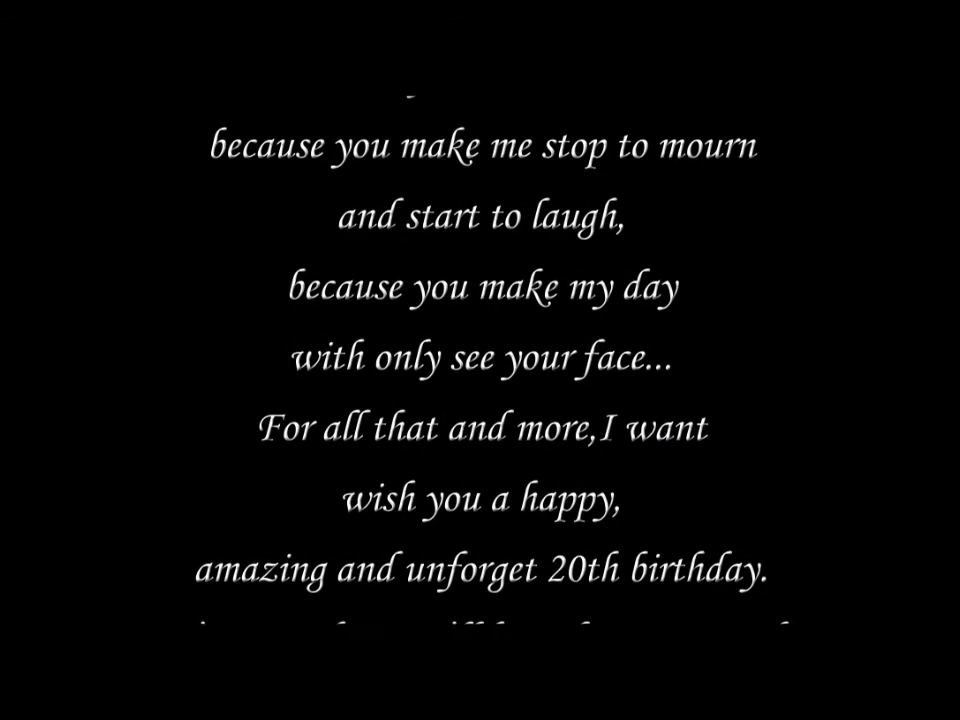 because you make me stop to mourn
and start to laugh,
because you make my day
with only see your face...
For all that and more,I want
wish you a happy,
amazing and unforget 20th birthday.